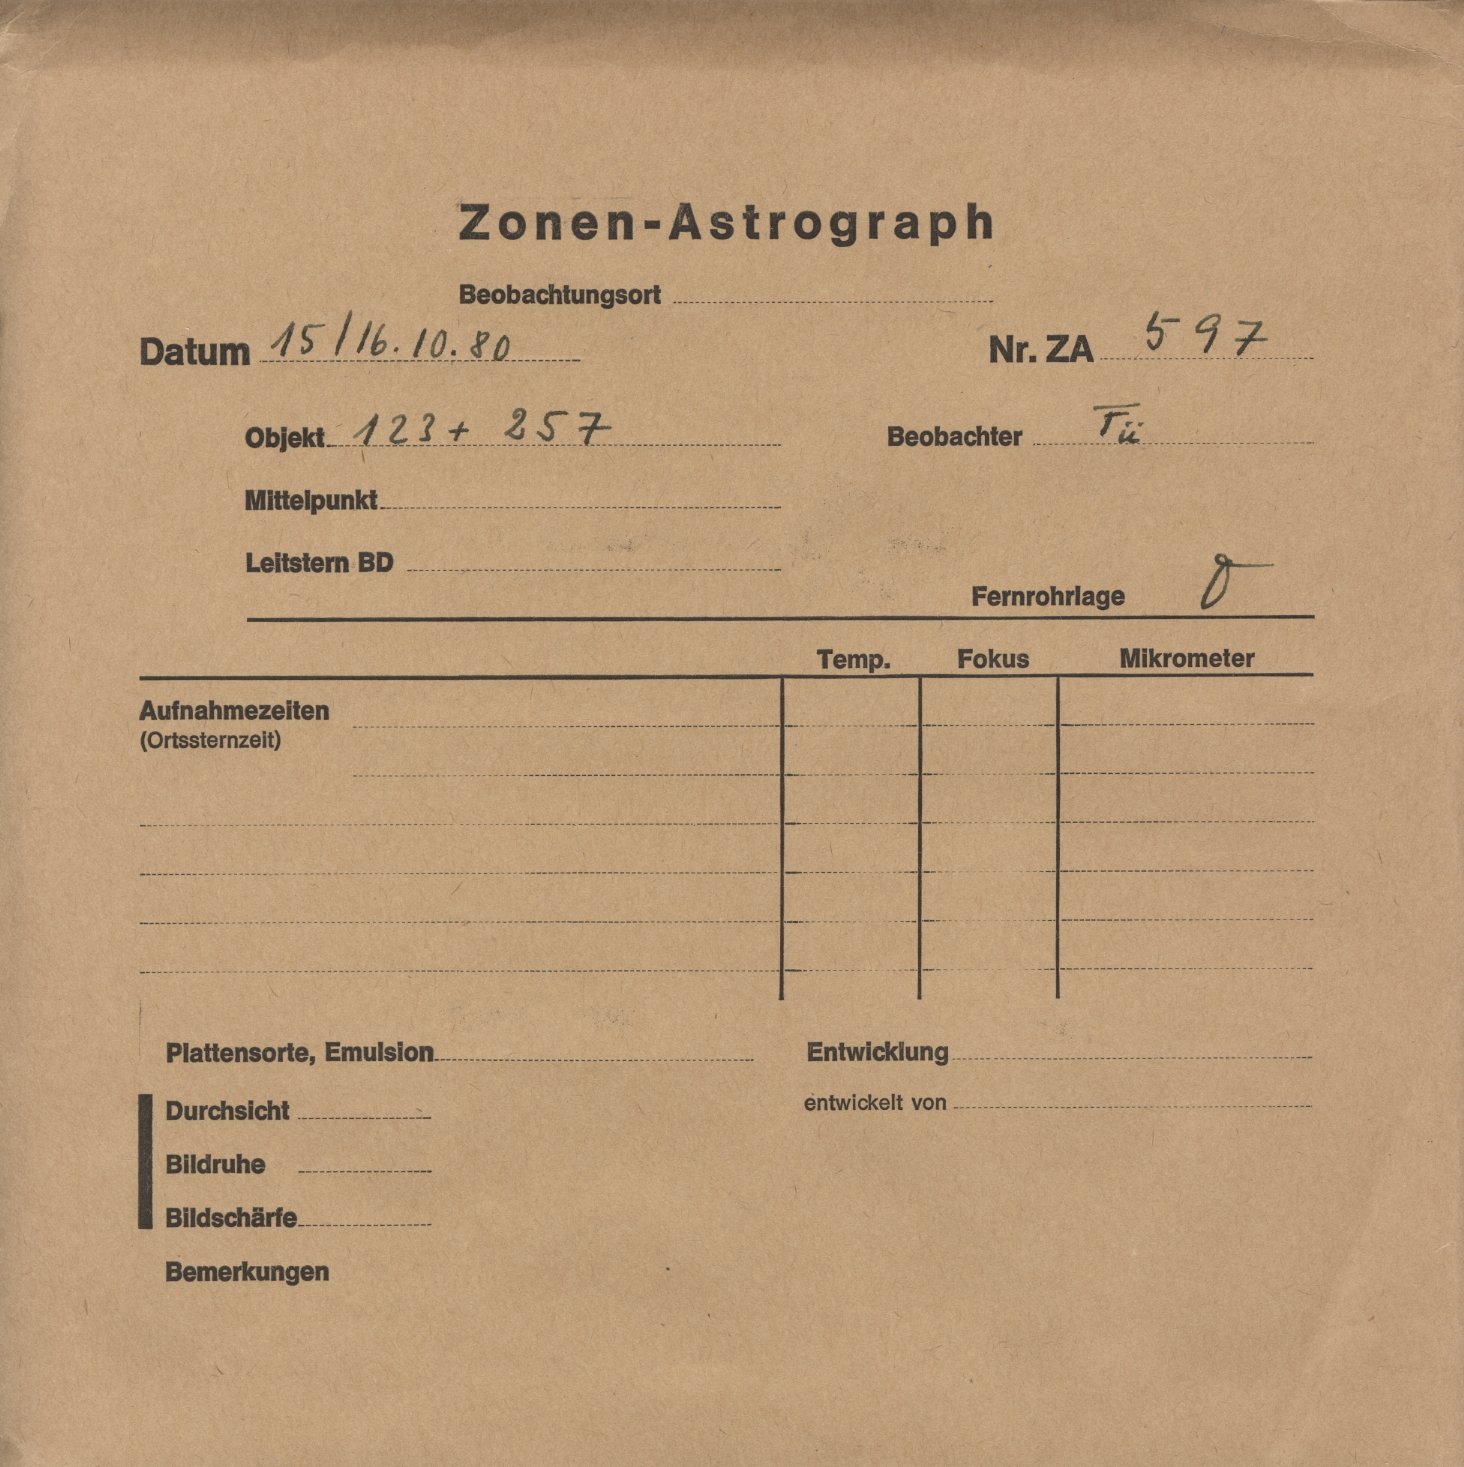 Zonen-Astrograph
Beobachtungsort
Datum 15/16.10.80 Nr. ZA 597
Objekt 123+ 257 Beobachter Tü
Mittelpunkt
Leitstern BD
Fernrohrlage
Temp. Fokus Mikrometer
Aufnahmezeiten
(Ortssternzeit)
Plattensorte, Emulsion Entwicklung
Durchsicht entwickelt von
Bildruhe
Bildschärfe
Bemerkungen